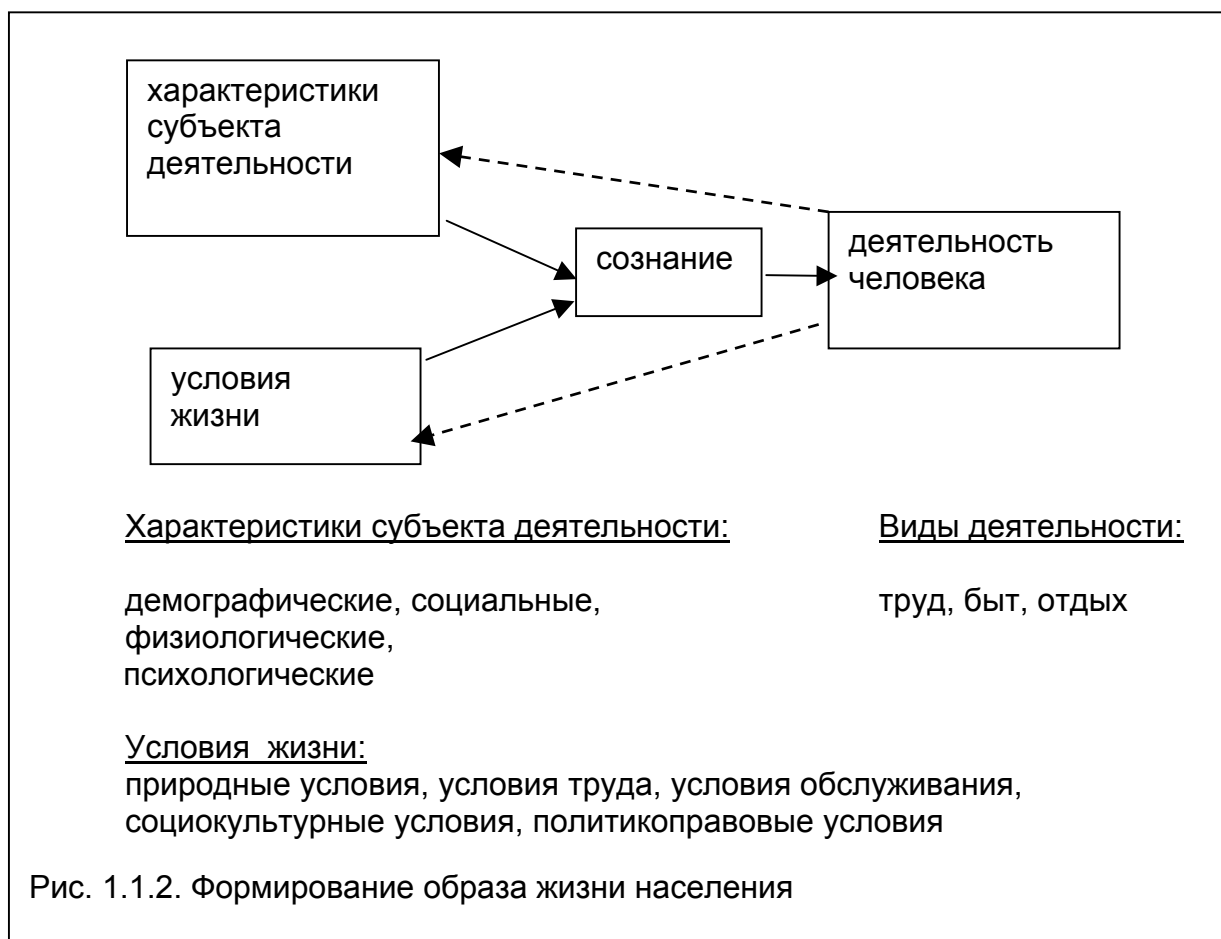 характеристики
субъекта
деятельности
сознание
деятельность
человека
условия
жизни
Характеристики субъекта деятельности:
Виды деятельности:
демографические, социальные,
труд, быт, отдых
физиологические,
психологические
Условия жизни:
природные условия, условия труда, условия обслуживания,
социокультурные условия, политикоправовые условия
Рис. 1.1.2. Формирование образа жизни населения